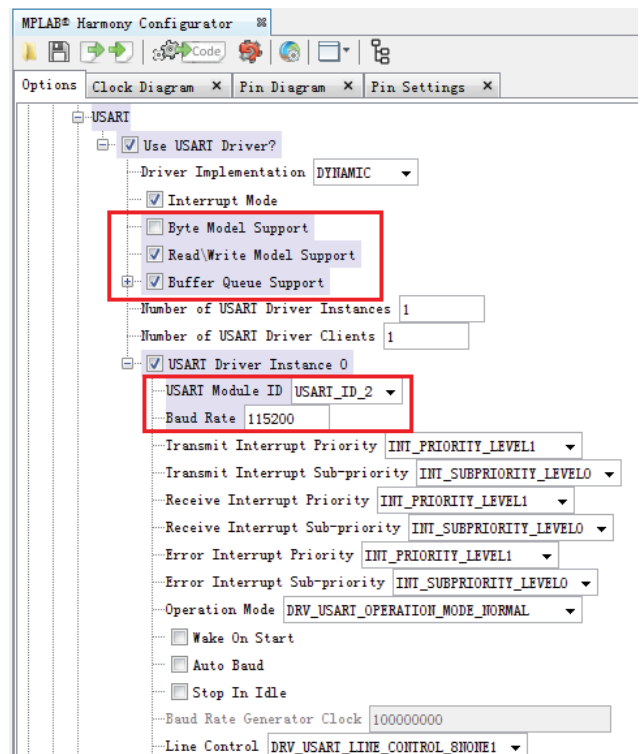 MPLAB® Harmony Configurator
Code
Options Clock Diagram Pin Diagram Pin Settings
USART
Use USART Driver?
Driver Implementation DYNAMIC
Interrupt Mode
Byte Model Support
Read\Write Model Support
Buffer Queue Support
Number of USART Driver Instances 1
Number of USART Driver Clients 1
USART Driver Instance 0
USART Module ID USART_ID_2
Baud Rate 115200
Transmit Interrupt Priority INT_PRIORITY_LEVEL1
Transmit Interrupt Sub-priority INT_SUBPRIORITY_LEVEL0
Receive Interrupt Priority INT_PRIORITY_LEVEL1
Receive Interrupt Sub-priority INT_SUBPRIORITY_LEVEL0
Error Interrupt Priority INT_PRIORITY_LEVEL1
Error Interrupt Sub-priority INT_SUBPRIORITY_LEVEL0
Operation Mode DRV_USART_OPERATION_MODE_NORMAL
Wake On Start
Auto Baud
Stop In Idle
Baud Rate Generator Clock 100000000
Line Control DRV_USART_LINE_CONTROL_8NONE1